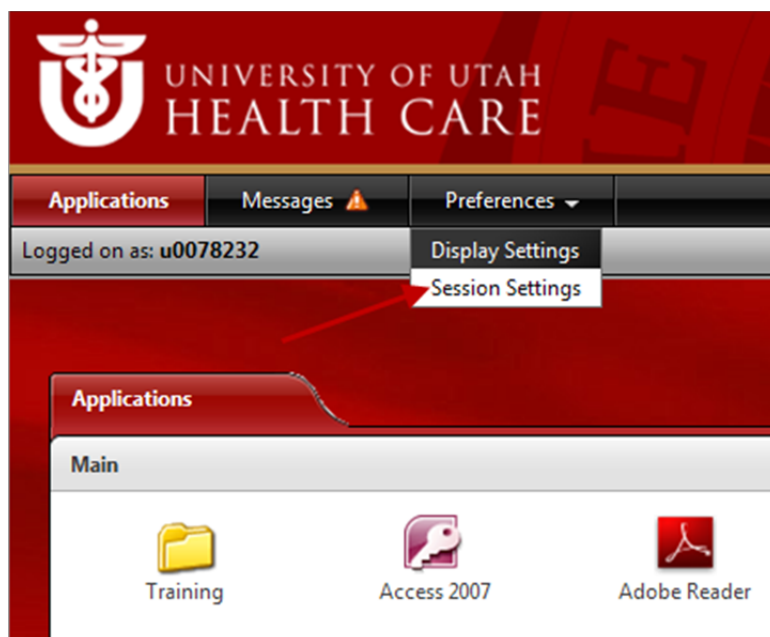 UNIVERSITY OF UTAH
HEALTH CARE
Applications Messages Preferences
Logged on as: u0078232
Display Settings
Session Settings
Applications
Main
Training Access 2007 Adobe Reader